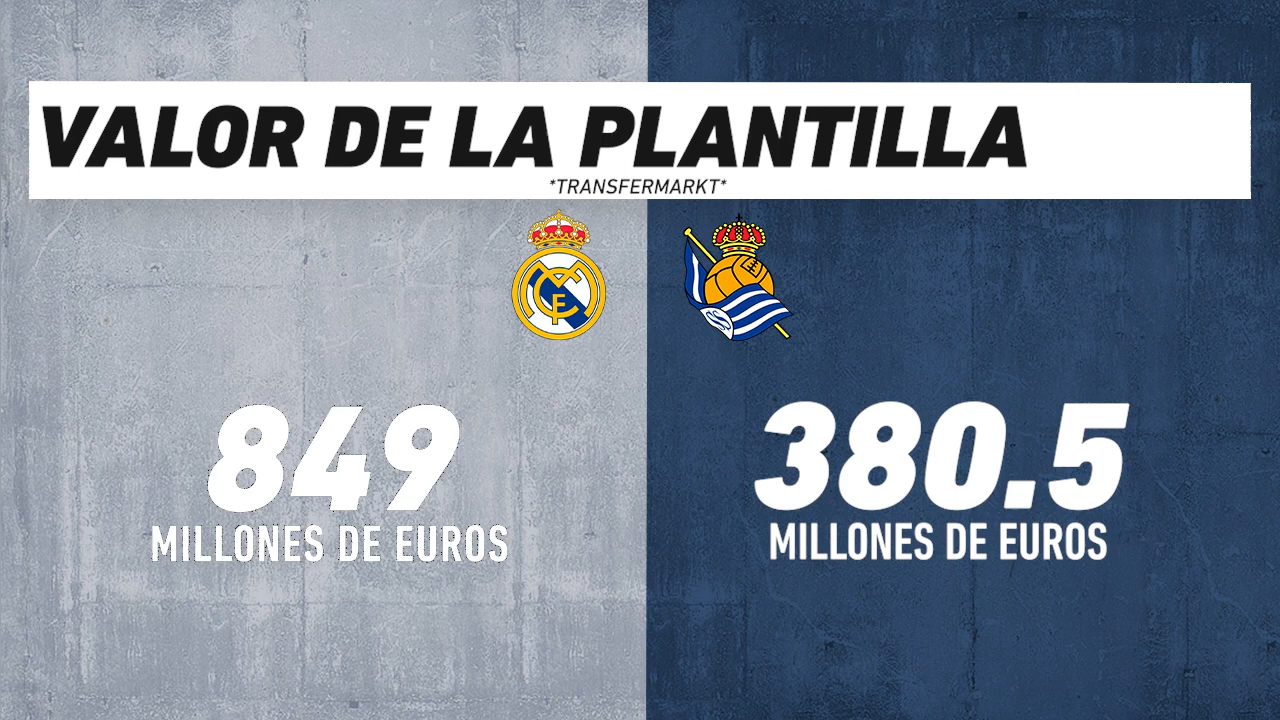 VALOR DE LA PLANTILLA
*TRANSFERMARKT*
849
MILLONES DE EUROS
380.5
MILLONES DE EUROS